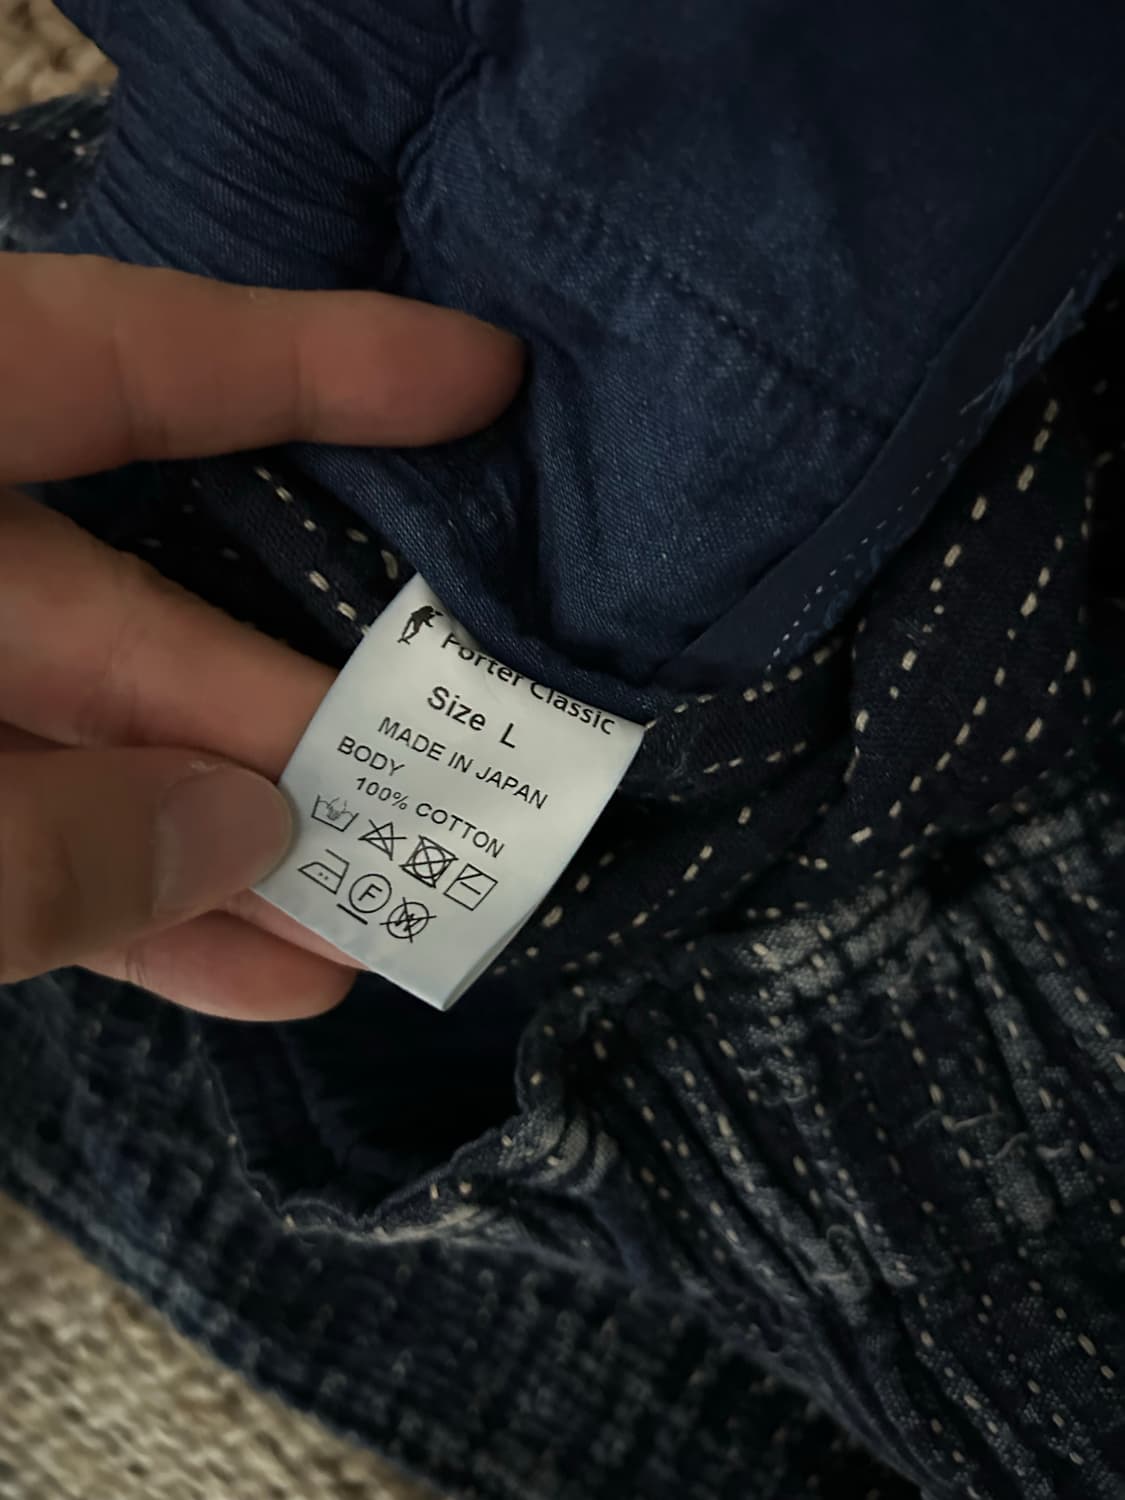 Porter Classic
Size L
MADE IN JAPAN
BODY
100% COTTON
F W